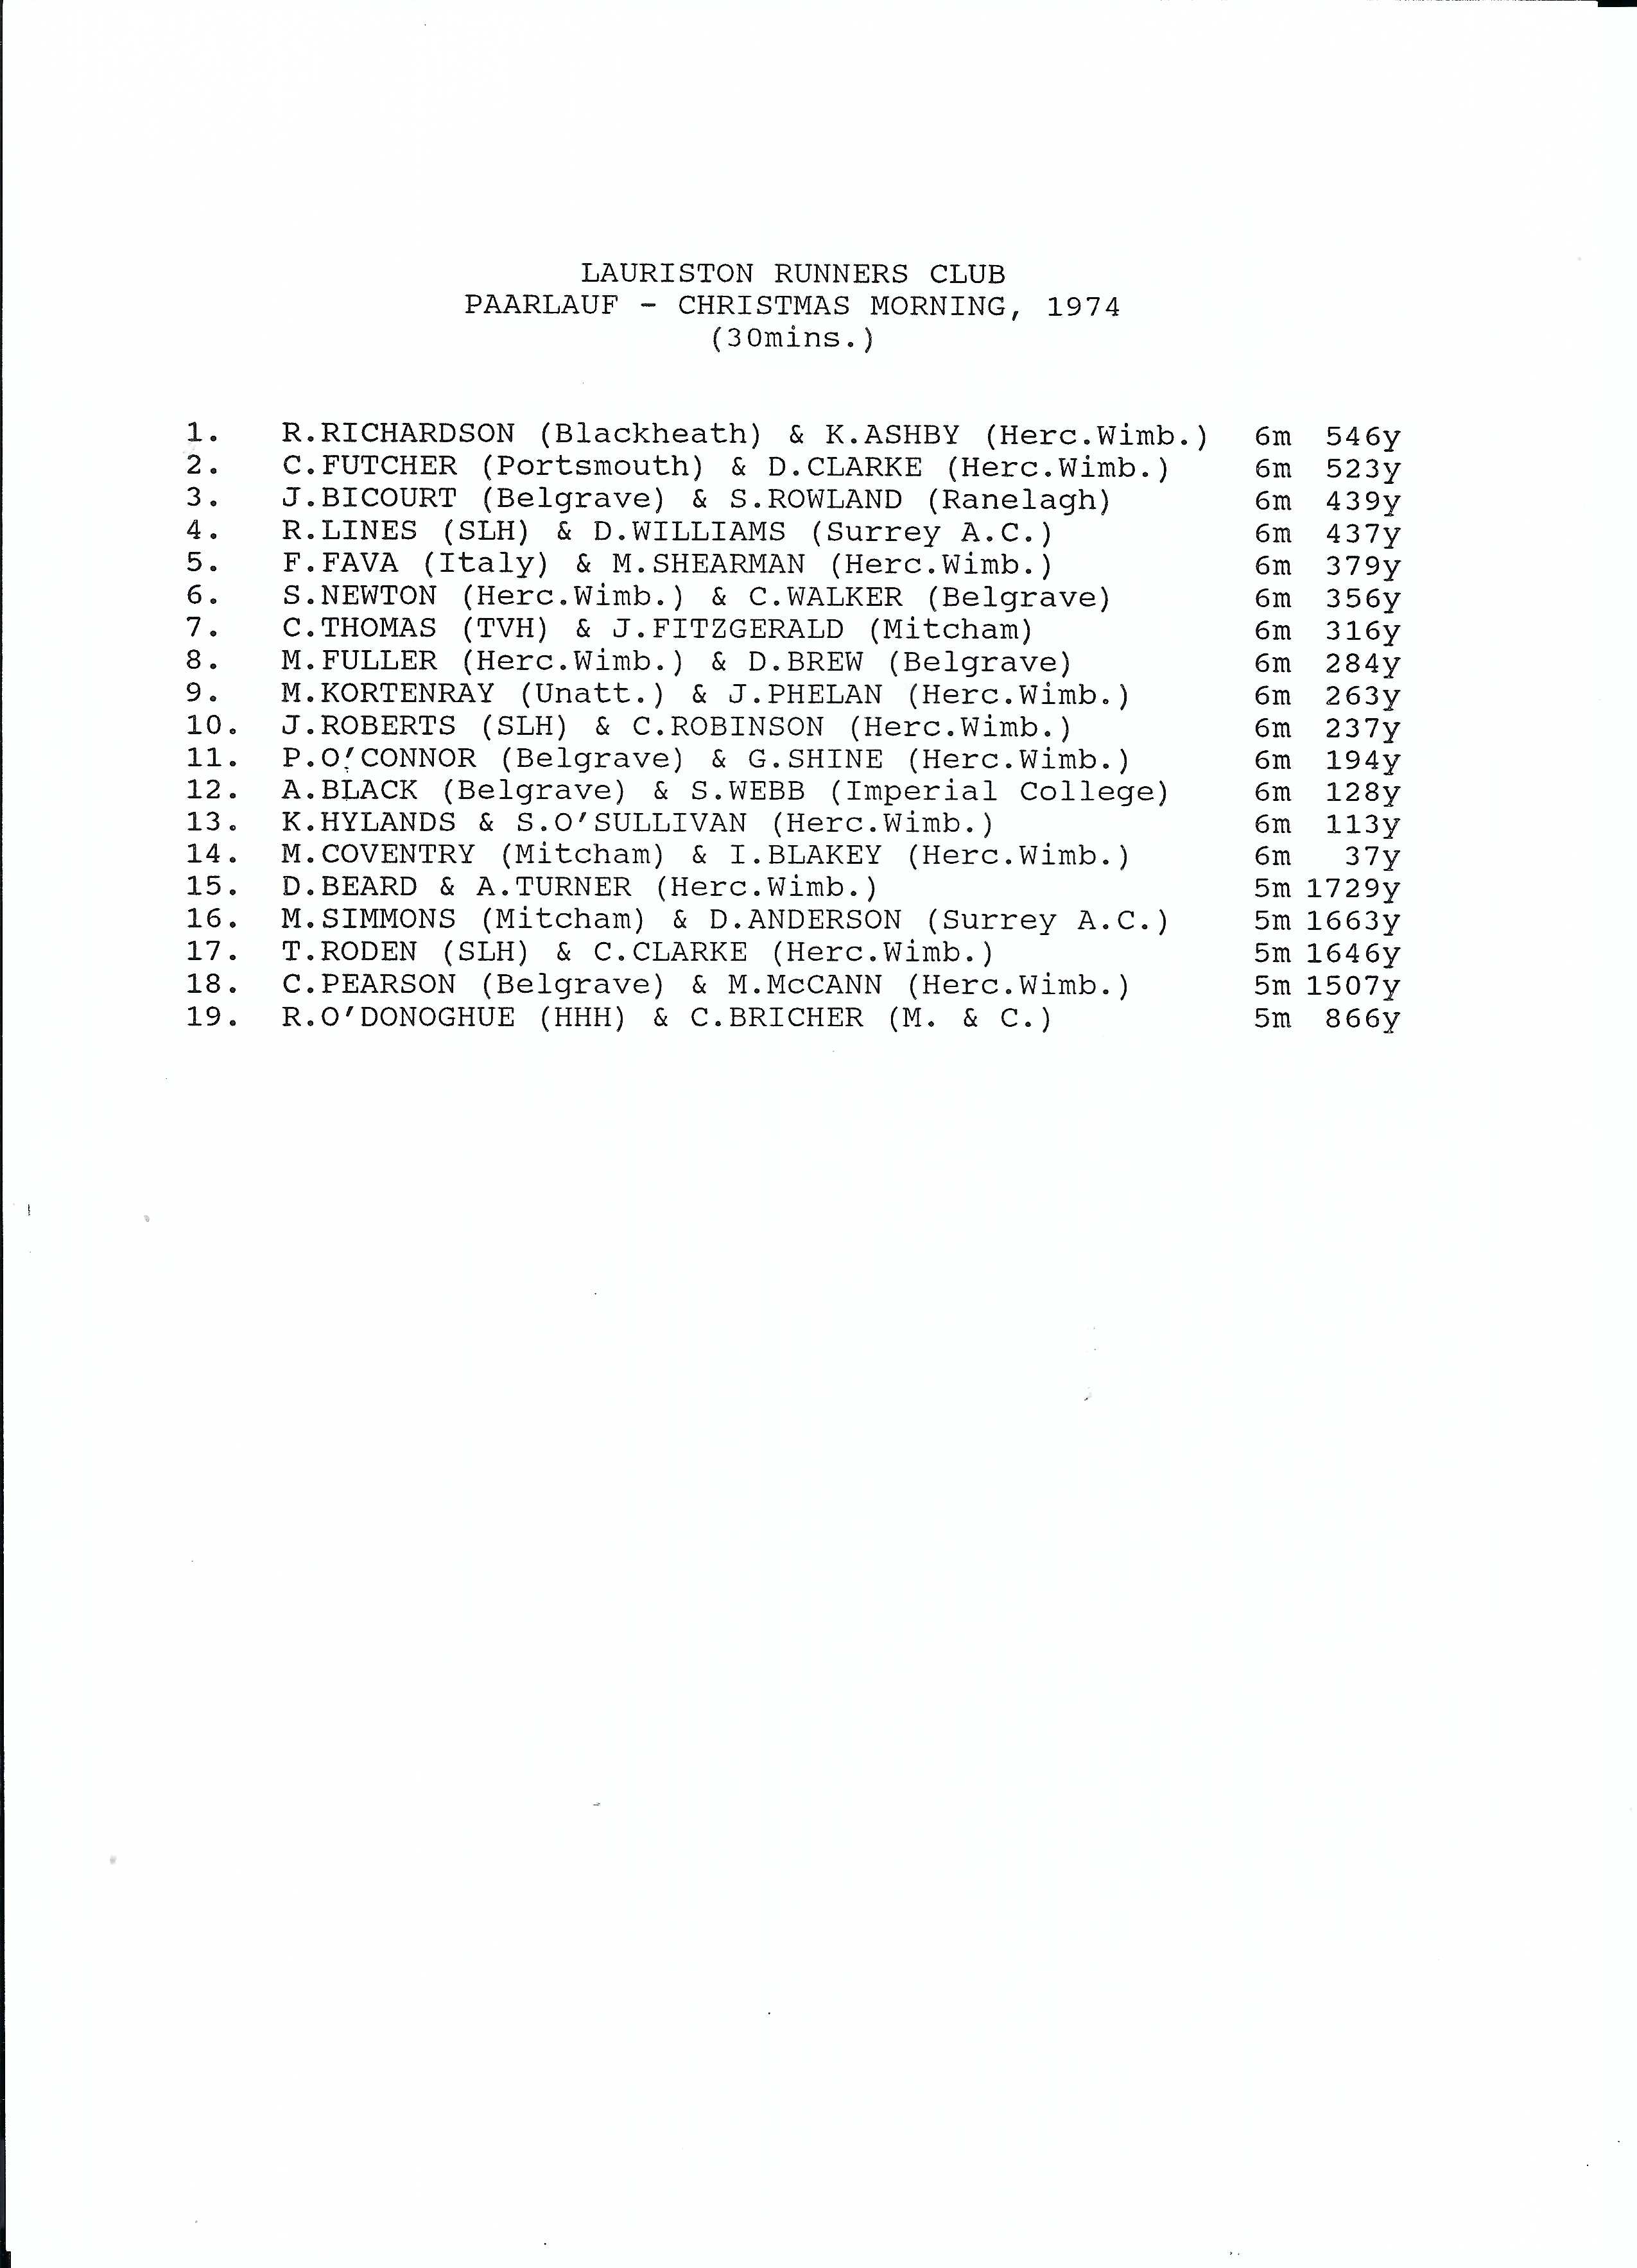 LAURISTON RUNNERS CLUB
PAARLAUF - CHRISTMAS MORNING, 1974
(30mins.)
1. R.RICHARDSON (Blackheath) & K.ASHBY (Herc.Wimb.) 6m 546y
2. C.FUTCHER (Portsmouth) & D.CLARKE (Herc.Wimb.) 6m 523y
3. J.BICOURT (Belgrave) & S.ROWLAND (Ranelagh) 6m 439y
4. R.LINES (SLH) & D.WILLIAMS (Surrey A.C.) 6m 437y
5. F.FAVA (Italy) & M.SHEARMAN (Herc.Wimb.) 6m 379y
6. S.NEWTON (Herc.Wimb.) & C.WALKER (Belgrave) 6m 356y
7. C.THOMAS (TVH) & J.FITZGERALD (Mitcham) 6m 316y
8. M.FULLER (Herc.Wimb.) & D.BREW (Belgrave) 6m 284y
9. M.KORTENRAY (Unatt.) & J.PHELAN (Herc.Wimb.) 6m 263y
10. J.ROBERTS (SLH) & C.ROBINSON (Herc.Wimb.) 6m 237y
11. P.O'CONNOR (Belgrave) & G.SHINE (Herc.Wimb.) 6m 194y
12. A.BLACK (Belgrave) & S.WEBB (Imperial College) 6m 128y
13. K.HYLANDS & S.O'SULLIVAN (Herc.Wimb.) 6m 113y
14. M.COVENTRY (Mitcham) & I.BLAKEY (Herc.Wimb.) 6m 37y
15. D.BEARD & A.TURNER (Herc.Wimb.) 5m 1729y
16. M.SIMMONS (Mitcham) & D.ANDERSON (Surrey A.C.) 5m 1663y
17. T.RODEN (SLH) & C.CLARKE (Herc.Wimb.) 5m 1646y
18. C.PEARSON (Belgrave) & M.McCANN (Herc.Wimb.) 5m 1507y
19. R.O'DONOGHUE (HHH) & C.BRICHER (M. & C.) 5m 866y